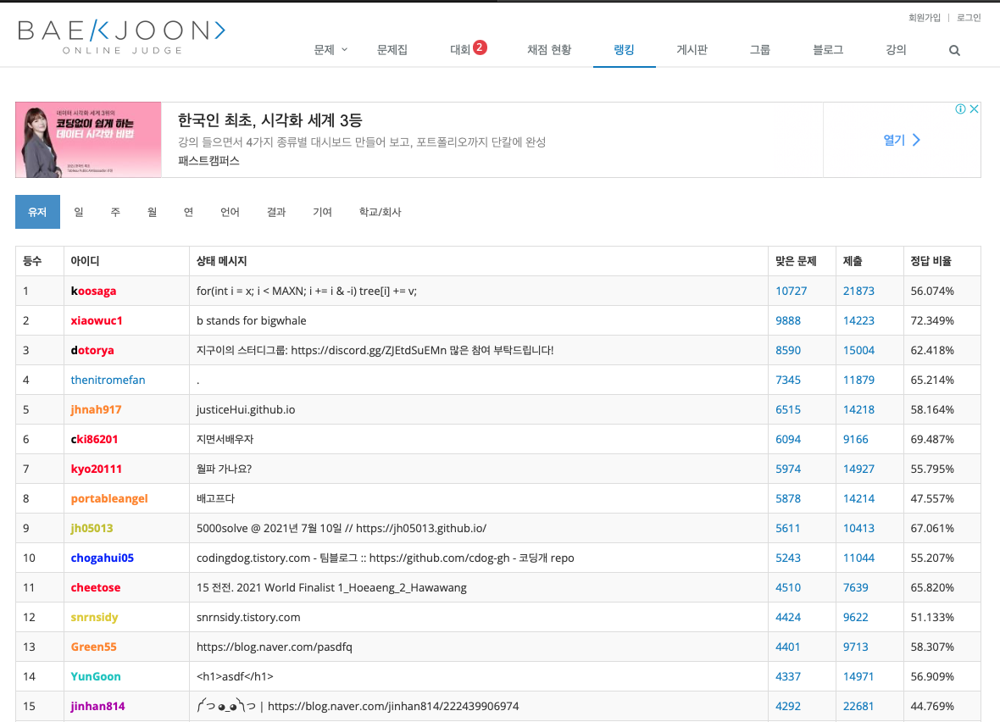 회원가입 | 로그인
BAEKJOON>
ONLINE JUDGE
문제 문제집 대회 2 채점 현황 랭킹 게시판 그룹 블로그 강의
데이터 시각화 세계 3위의
코딩없이 쉽게 하는
데이터 시각화 비법
한국인 최초, 시각화 세계 3등
강의 들으면서 4가지 종류별 대시보드 만들어 보고, 포트폴리오까지 단칼에 완성
패스트캠퍼스
열기
유저 일 주 월 연 언어 결과 기여 학교/회사
등수 아이디 상태 메시지 맞은 문제 제출 정답 비율
1 koosaga for(int i = x; i < MAXN; i += i & -i) tree[i] += v; 10727 21873 56.074%
2 xiaowuc1 b stands for bigwhale 9888 14223 72.349%
3 dotorya 지구이의 스터디그룹: https://discord.gg/ZJEtdSuEMn 많은 참여 부탁드립니다! 8590 15004 62.418%
4 thenitromefan . 7345 11879 65.214%
5 jhnah917 justiceHui.github.io 6515 14218 58.164%
6 cki86201 지면서배우자 6094 9166 69.487%
7 kyo20111 월파 가나요? 5974 14927 55.795%
8 portableangel 배고프다 5878 14214 47.557%
9 jh05013 5000solve @ 2021년 7월 10일 // https://jh05013.github.io/ 5611 10413 67.061%
10 chogahui05 codingdog.tistory.com - 팀블로그 :: https://github.com/cdog-gh - 코딩개 repo 5243 11044 55.207%
11 cheetose 15 전전. 2021 World Finalist 1_Hoeaeng_2_Hawawang 4510 7639 65.820%
12 snrnsidy snrnsidy.tistory.com 4424 9622 51.133%
13 Green55 https://blog.naver.com/pasdfq 4401 9713 58.307%
14 YunGoon <h1>asdf</h1> 4337 14971 56.909%
15 jinhan814 ༼つ ◕_◕༽つ | https://blog.naver.com/jinhan814/222439906974 4292 22681 44.769%